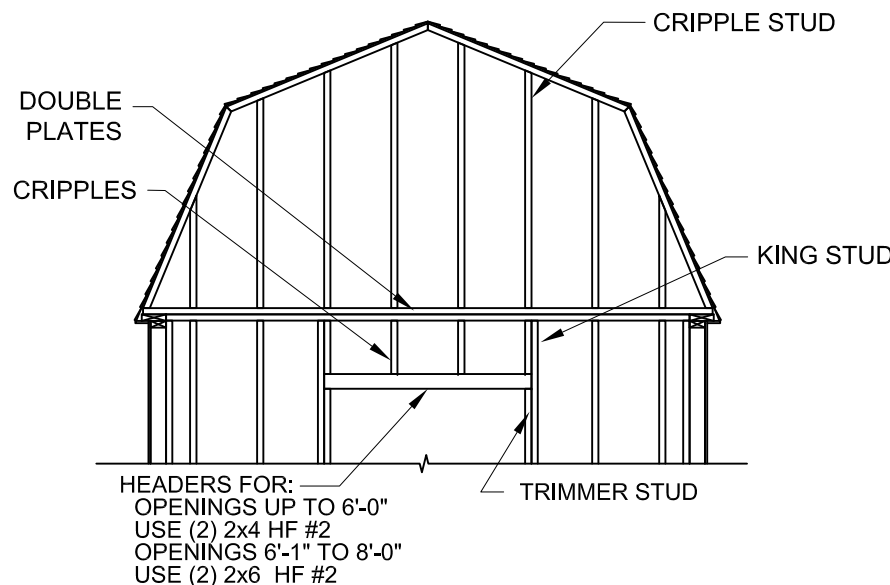 CRIPPLE STUD
DOUBLE
PLATES
CRIPPLES
KING STUD
HEADERS FOR:
OPENINGS UP TO 6'-0"
USE (2) 2x4 HF #2
OPENINGS 6'-1" TO 8'-0"
USE (2) 2x6 HF #2
TRIMMER STUD